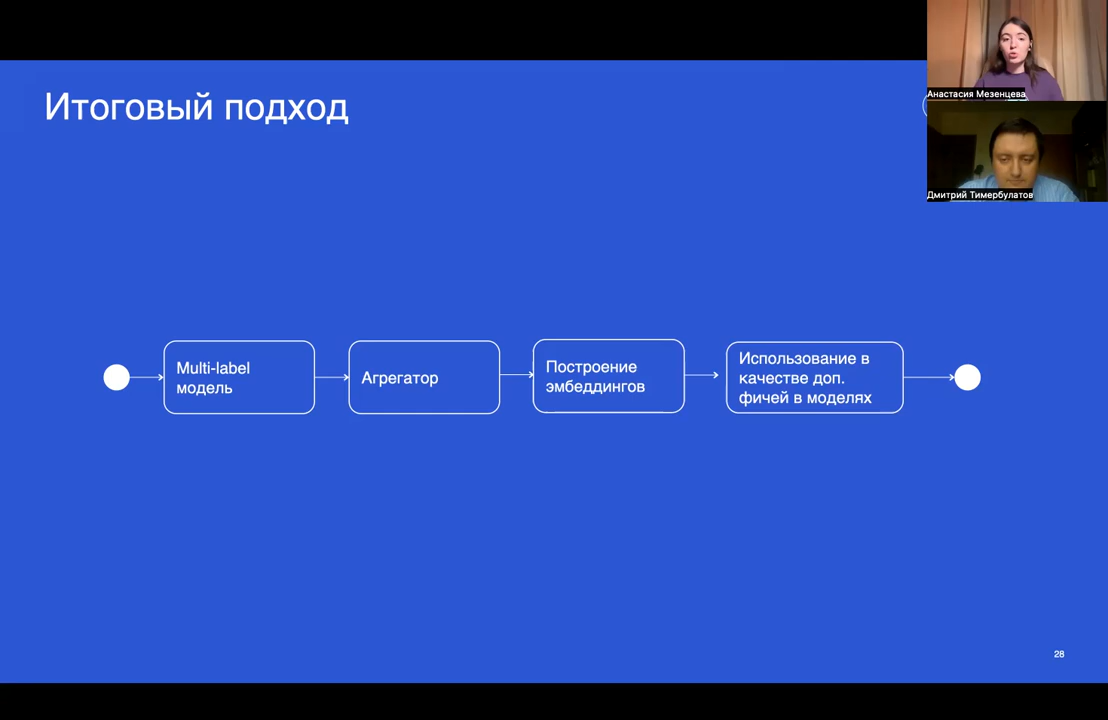 Итоговый подход
Анастасия Мезенцева
Дмитрий Тимербулатов
Multi-label
модель
Агрегатор
Построение
эмбеддингов
Использование в
качестве доп.
фичей в моделях
28